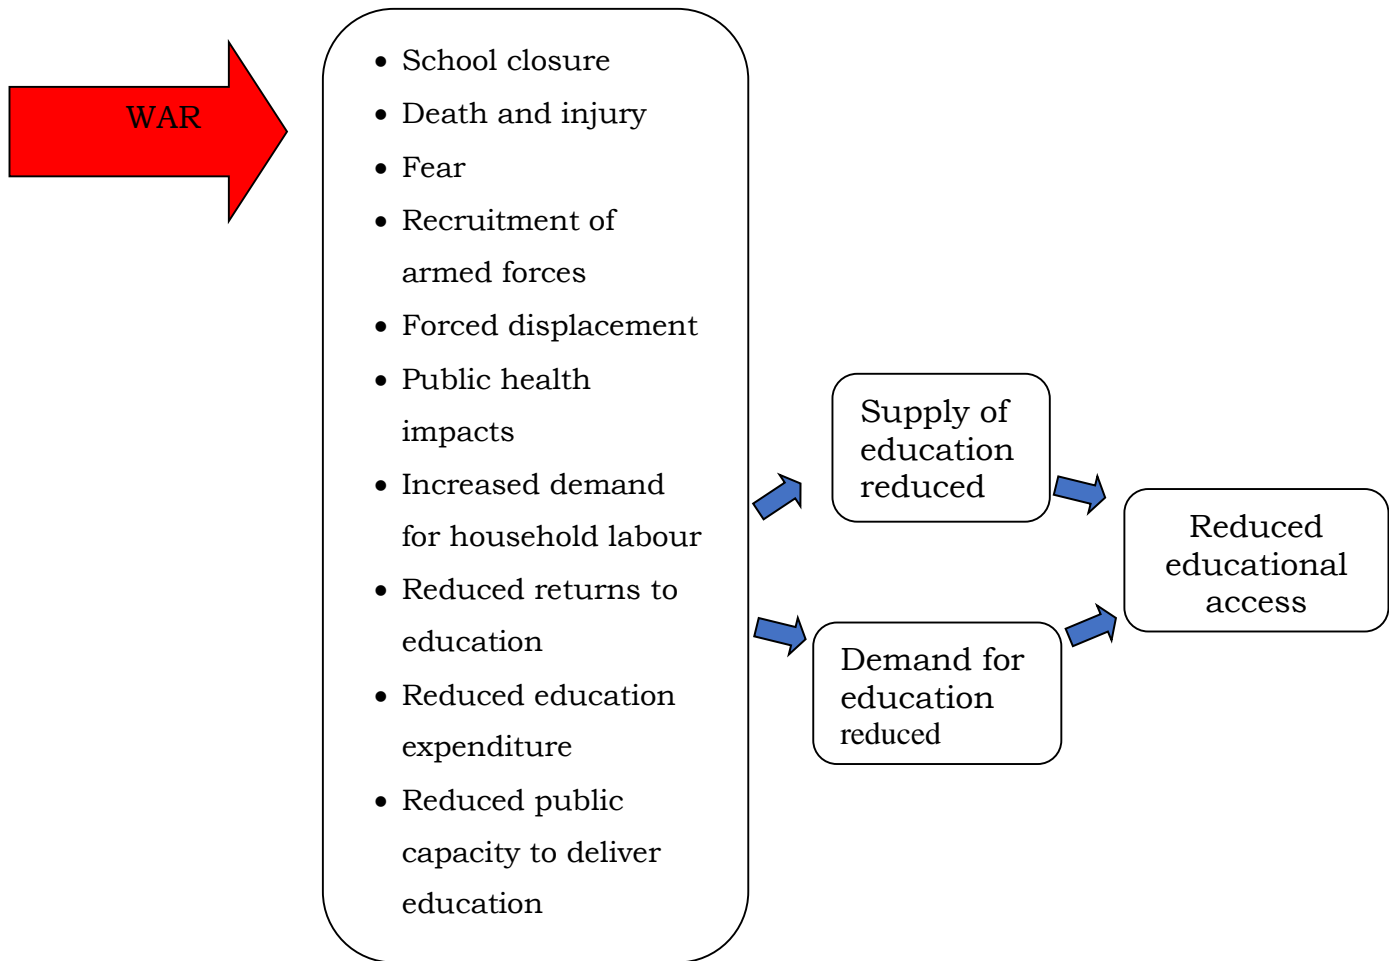 WAR
• School closure
• Death and injury
• Fear
• Recruitment of
armed forces
• Forced displacement
• Public health
impacts
• Increased demand
for household labour
• Reduced returns to
education
• Reduced education
expenditure
• Reduced public
capacity to deliver
education
Supply of
education
reduced
Demand for
education
reduced
Reduced
educational
access